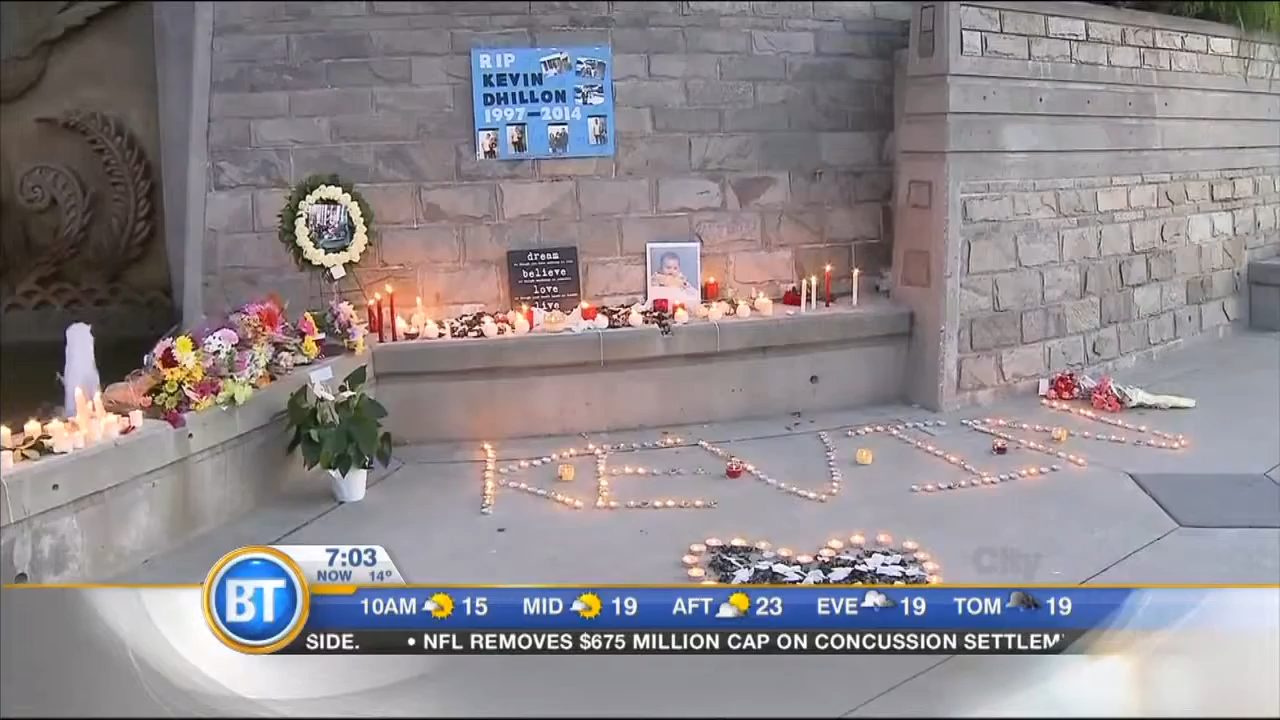 RIP
KEVIN
DHILLON
1997-2014
dream
believe
love
live
KEVIN
City
7:03
NOW 14°
BT
10AM 15 MID 19 AFT 23 EVE 19 TOM 19
SIDE. • NFL REMOVES $675 MILLION CAP ON CONCUSSION SETTLEM